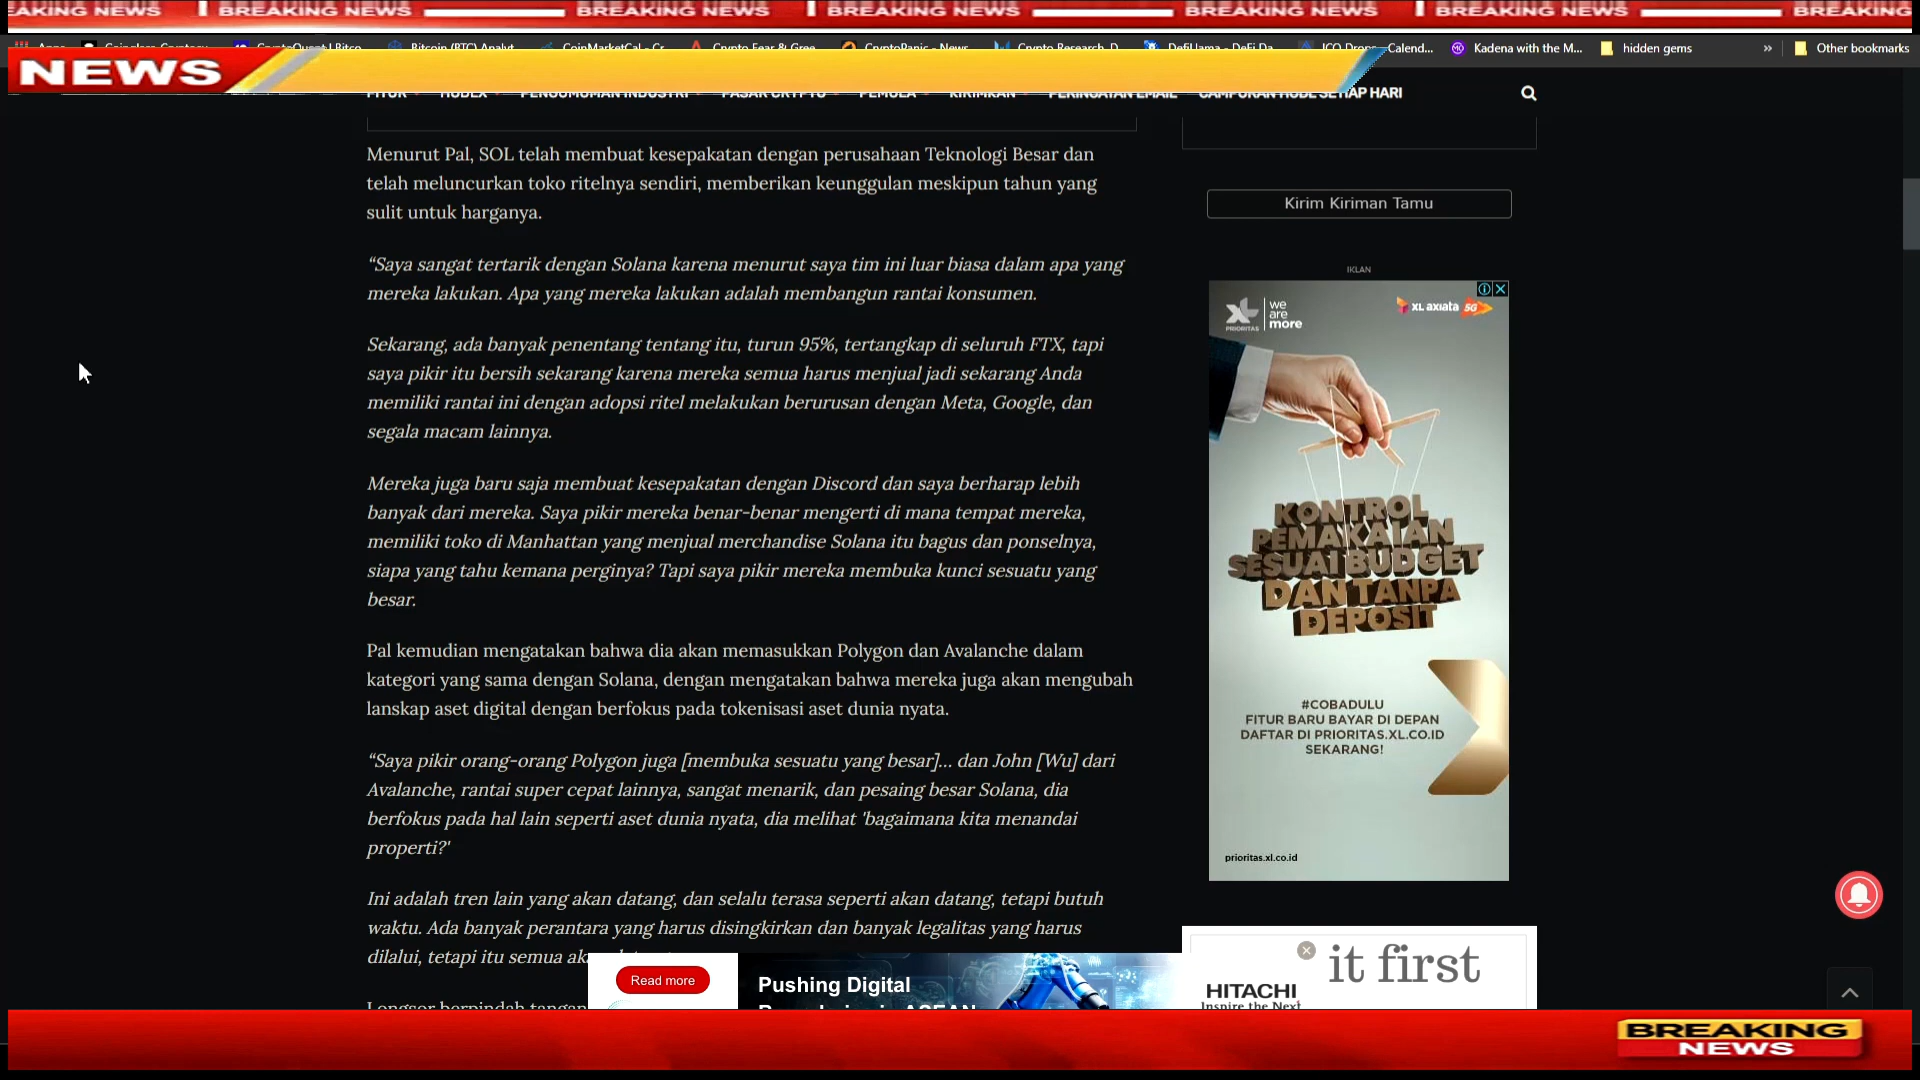 BREAKING NEWS BREAKING NEWS BREAKING NEWS BREAKING NEWS BREAKING NEWS
Apps Coinglass Cryptocu CryptoQuant | Bitco Bitcoin (BTC) Analyt CoinMarketCal - Cr Crypto Fear & Gree CryptoPanic - News Crypto Research, D DefiLlama - DeFi Da ICO Drops - Calend... Kadena with the M... hidden gems » Other bookmarks
NEWS
FITUR HODLX PENGUMUMAN INDUSTRI PASAR CRYPTO PEMULA KIRIMKAN PERINGATAN EMAIL CAMPURAN HODL SETIAP HARI
Menurut Pal, SOL telah membuat kesepakatan dengan perusahaan Teknologi Besar dan
telah meluncurkan toko ritelnya sendiri, memberikan keunggulan meskipun tahun yang
sulit untuk harganya.
“Saya sangat tertarik dengan Solana karena menurut saya tim ini luar biasa dalam apa yang
mereka lakukan. Apa yang mereka lakukan adalah membangun rantai konsumen.
Sekarang, ada banyak penentang tentang itu, turun 95%, tertangkap di seluruh FTX, tapi
saya pikir itu bersih sekarang karena mereka semua harus menjual jadi sekarang Anda
memiliki rantai ini dengan adopsi ritel melakukan berurusan dengan Meta, Google, dan
segala macam lainnya.
Mereka juga baru saja membuat kesepakatan dengan Discord dan saya berharap lebih
banyak dari mereka. Saya pikir mereka benar-benar mengerti di mana tempat mereka,
memiliki toko di Manhattan yang menjual merchandise Solana itu bagus dan ponselnya,
siapa yang tahu kemana perginya? Tapi saya pikir mereka membuka kunci sesuatu yang
besar.
Pal kemudian mengatakan bahwa dia akan memasukkan Polygon dan Avalanche dalam
kategori yang sama dengan Solana, dengan mengatakan bahwa mereka juga akan mengubah
lanskap aset digital dengan berfokus pada tokenisasi aset dunia nyata.
“Saya pikir orang-orang Polygon juga [membuka sesuatu yang besar]... dan John [Wu] dari
Avalanche, rantai super cepat lainnya, sangat menarik, dan pesaing besar Solana, dia
berfokus pada hal lain seperti aset dunia nyata, dia melihat 'bagaimana kita menandai
properti?'
Ini adalah tren lain yang akan datang, dan selalu terasa seperti akan datang, tetapi butuh
waktu. Ada banyak perantara yang harus disingkirkan dan banyak legalitas yang harus
dilalui, tetapi itu semua
Longsor berpindah tangan
Kirim Kiriman Tamu
IKLAN
XL PRIORITAS
we
are
more
XL axiata 5G
KONTROL
PEMAKAIAN
SESUAI BUDGET
DAN TANPA
DEPOSIT
#COBADULU
FITUR BARU BAYAR DI DEPAN
DAFTAR DI PRIORITAS.XL.CO.ID
SEKARANG!
prioritas.xl.co.id
Read more
Pushing Digital
it first
HITACHI
Inspire the Next
BREAKING
NEWS